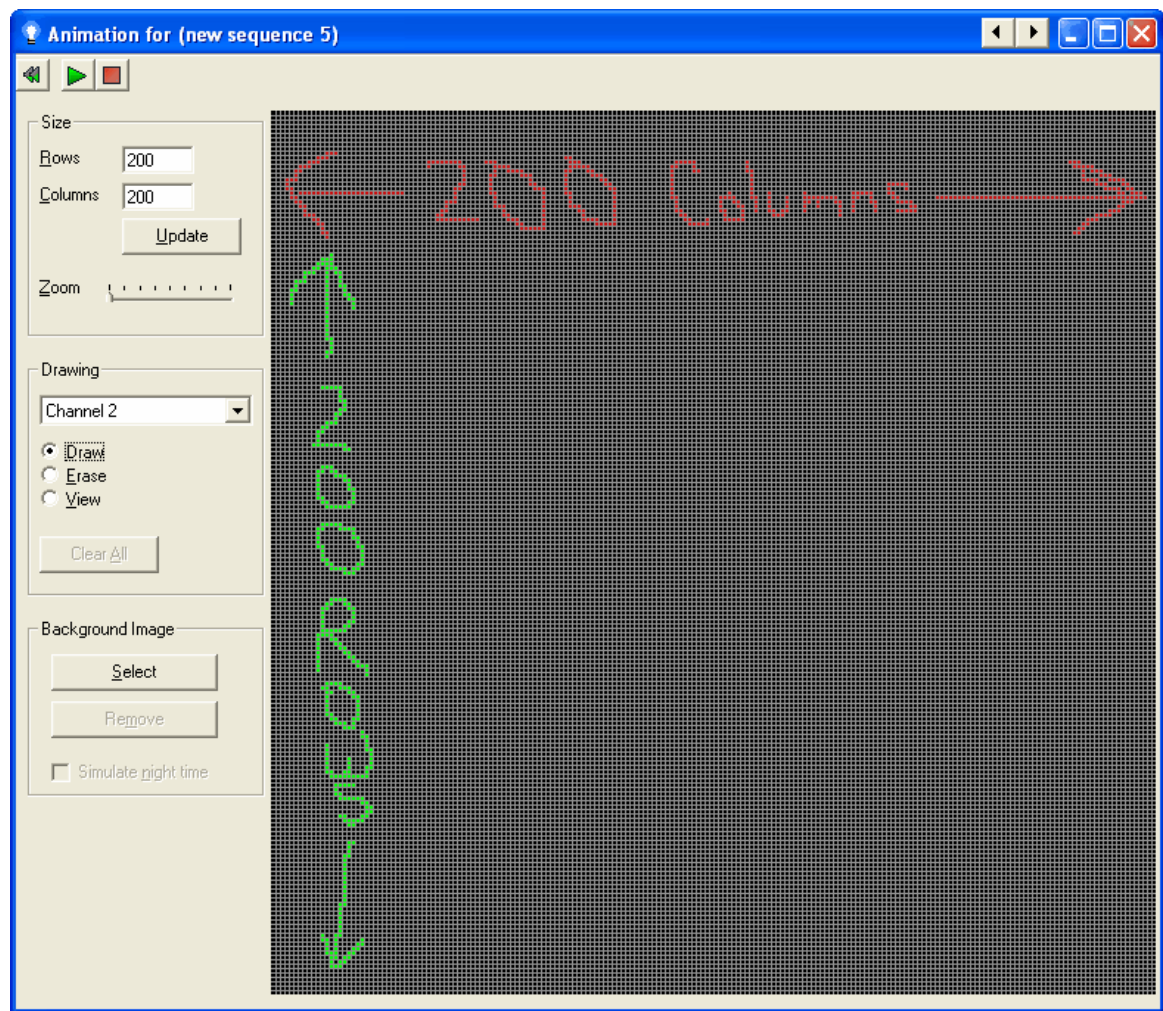 Animation for (new sequence 5)
Size
Rows 200
Columns 200
Update
Zoom
Drawing
Channel 2
Draw
Erase
View
Clear All
Background Image
Select
Remove
Simulate night time
200 Columns
200 Rows